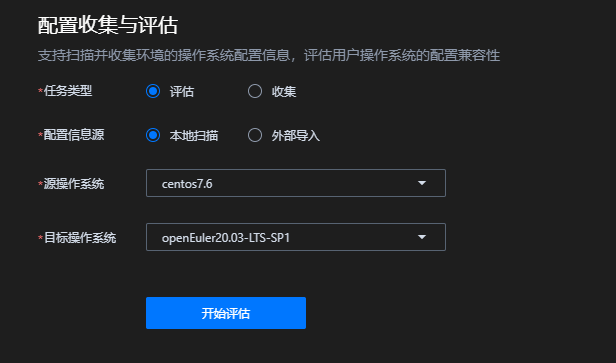 配置收集与评估
支持扫描并收集环境的操作系统配置信息，评估用户操作系统的配置兼容性
*任务类型 评估 收集
*配置信息源 本地扫描 外部导入
*源操作系统 centos7.6
*目标操作系统 openEuler20.03-LTS-SP1
开始评估